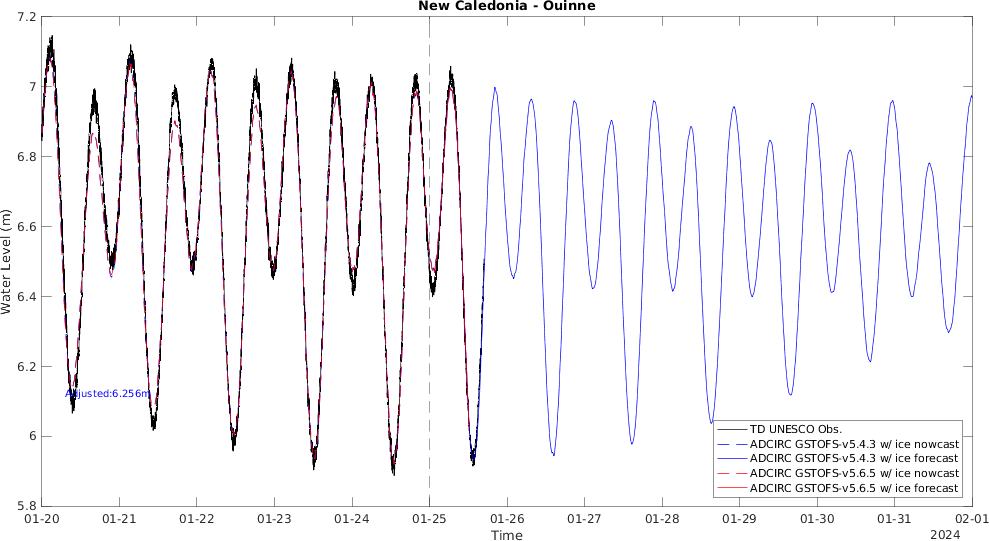 New Caledonia - Ouinne
7.2
7
6.8
6.6
6.4
6.2
6
5.8
Water Level (m)
Adjusted:6.256m
TD UNESCO Obs.
ADCIRC GSTOFS-v5.4.3 w/ ice nowcast
ADCIRC GSTOFS-v5.4.3 w/ ice forecast
ADCIRC GSTOFS-v5.6.5 w/ ice nowcast
ADCIRC GSTOFS-v5.6.5 w/ ice forecast
01-20 01-21 01-22 01-23 01-24 01-25 01-26 01-27 01-28 01-29 01-30 01-31 02-01
Time
2024